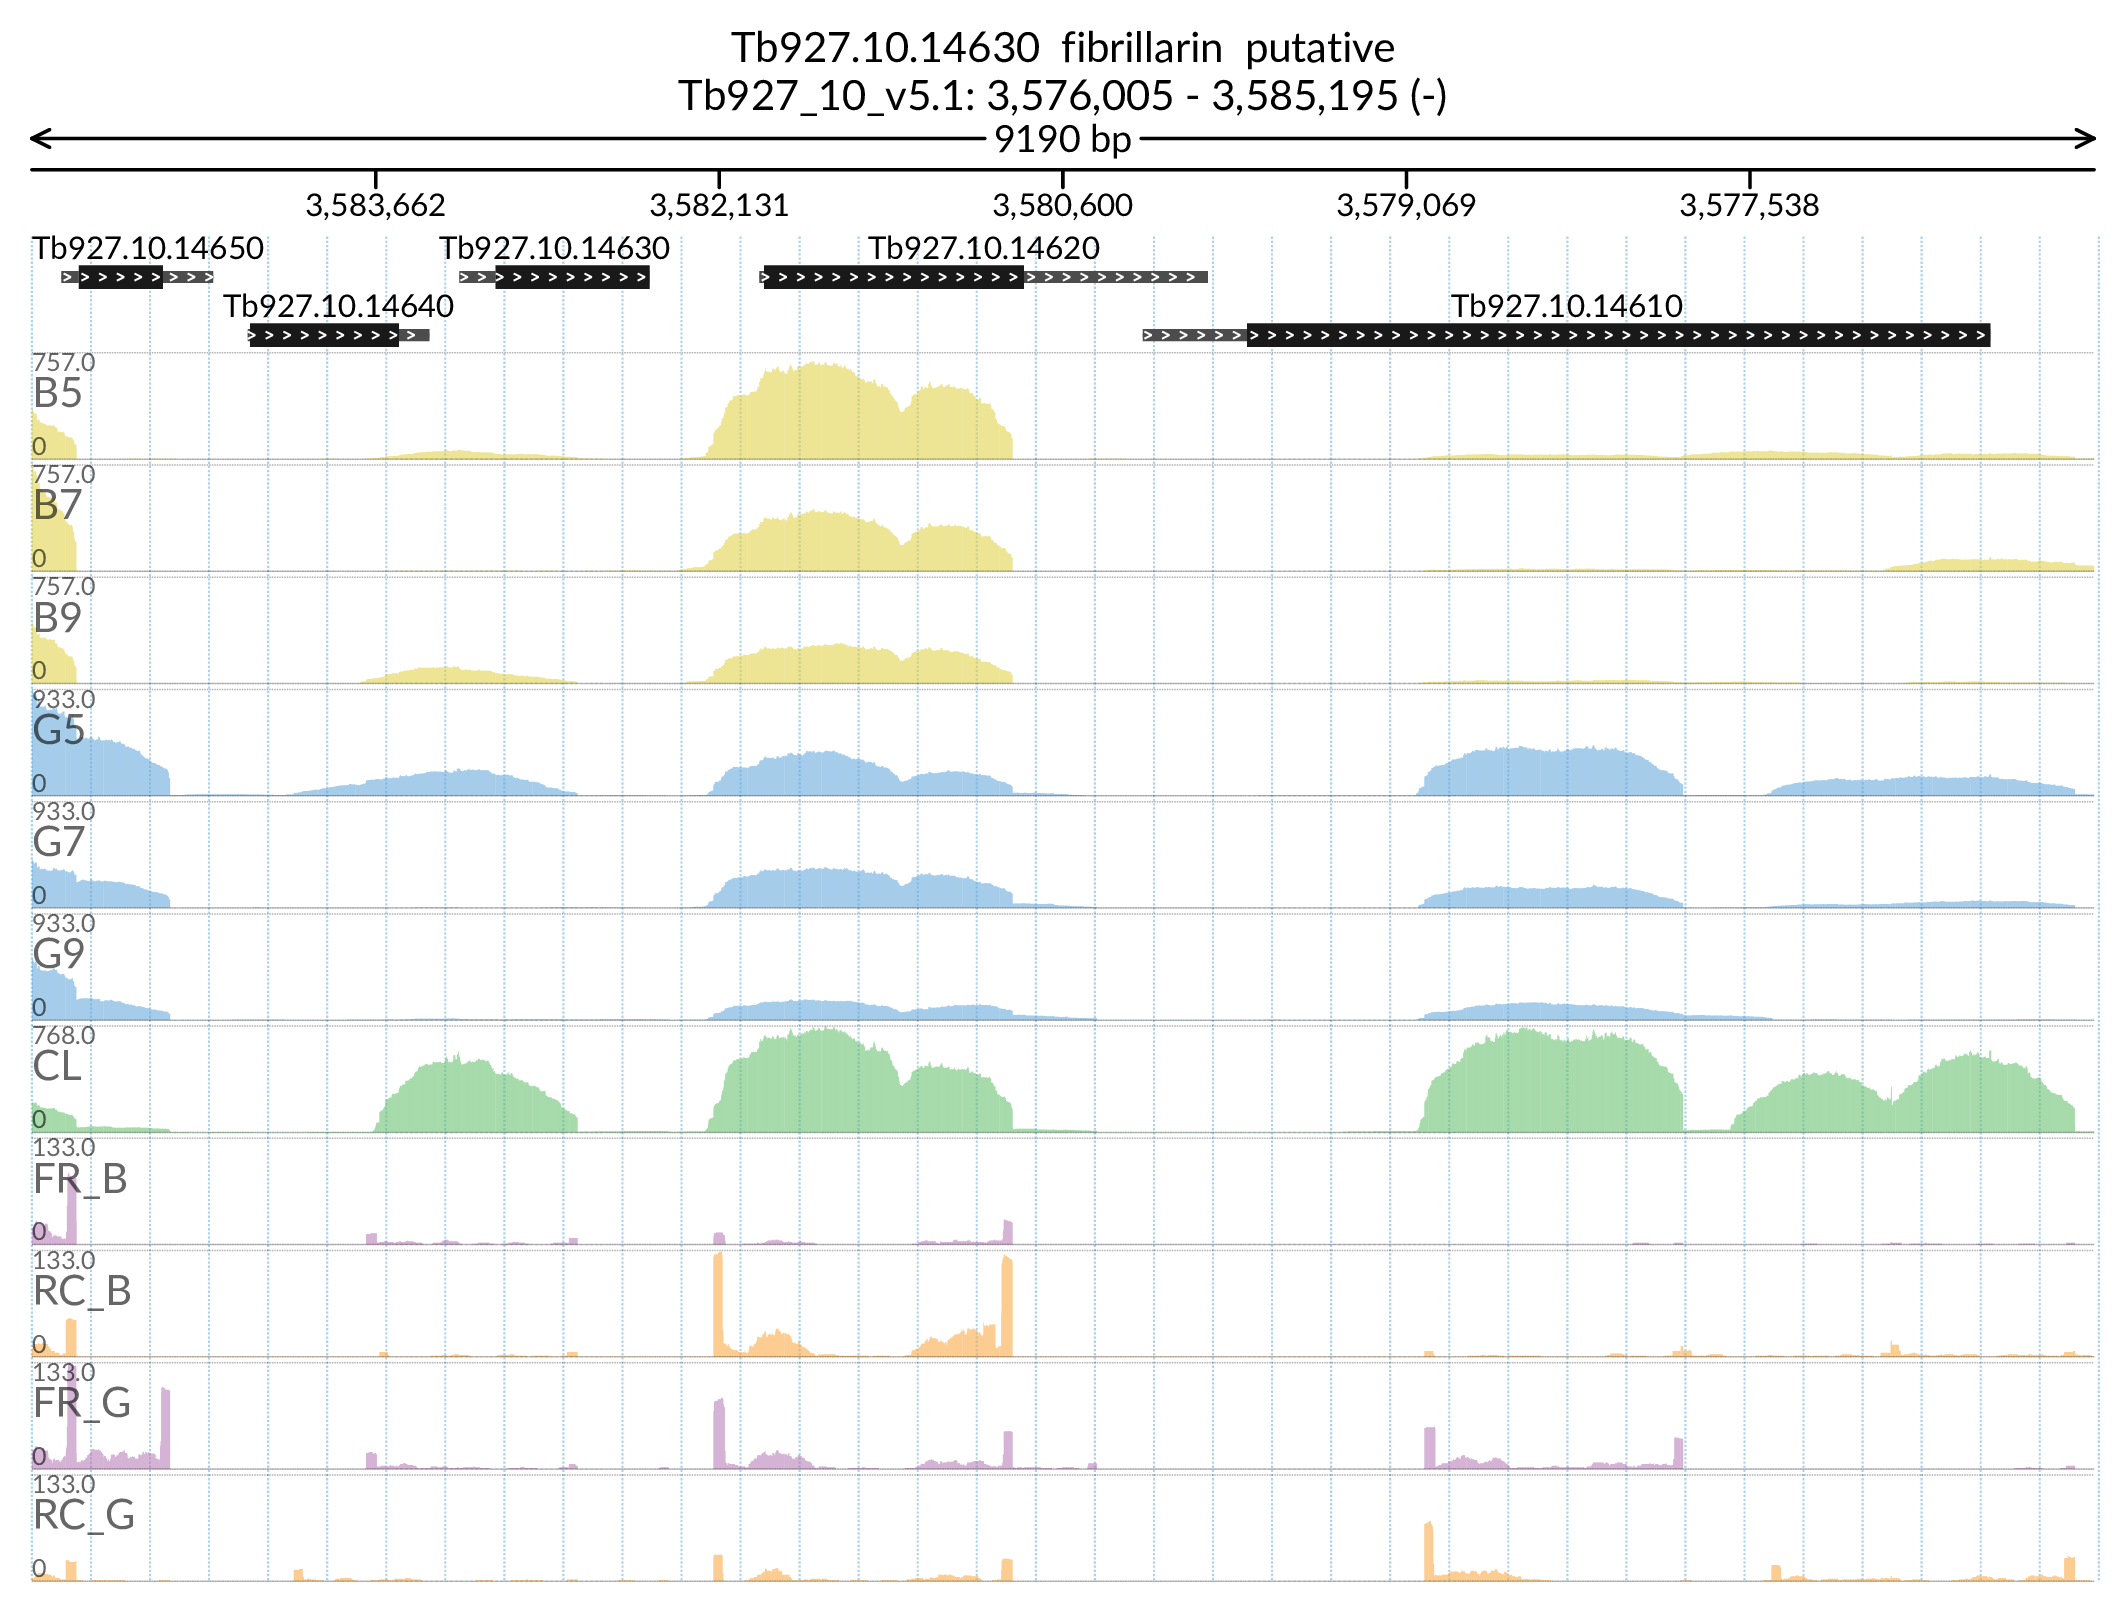 Tb927.10.14630 fibrillarin putative
Tb927_10_v5.1: 3,576,005 - 3,585,195 (-)
9190 bp
3,583,662 3,582,131 3,580,600 3,579,069 3,577,538
Tb927.10.14650 Tb927.10.14630 Tb927.10.14620
Tb927.10.14640 Tb927.10.14610
757.0
B5
0
757.0
B7
0
757.0
B9
0
933.0
G5
0
933.0
G7
0
933.0
G9
0
768.0
CL
0
133.0
FR_B
0
133.0
RC_B
0
133.0
FR_G
0
133.0
RC_G
0